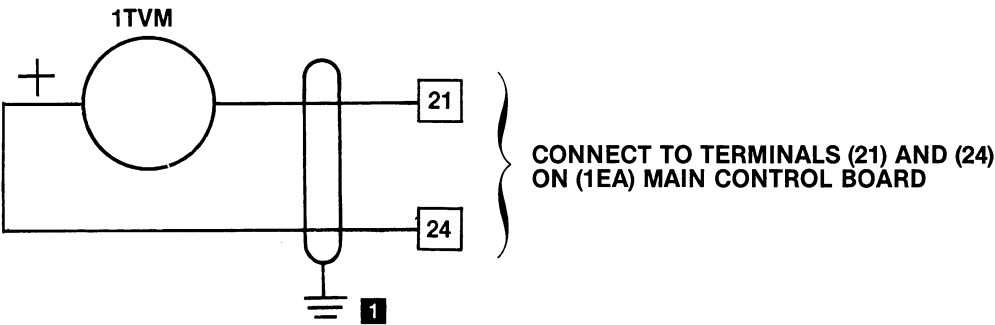 1TVM
+
21
CONNECT TO TERMINALS (21) AND (24)
ON (1EA) MAIN CONTROL BOARD
24
1